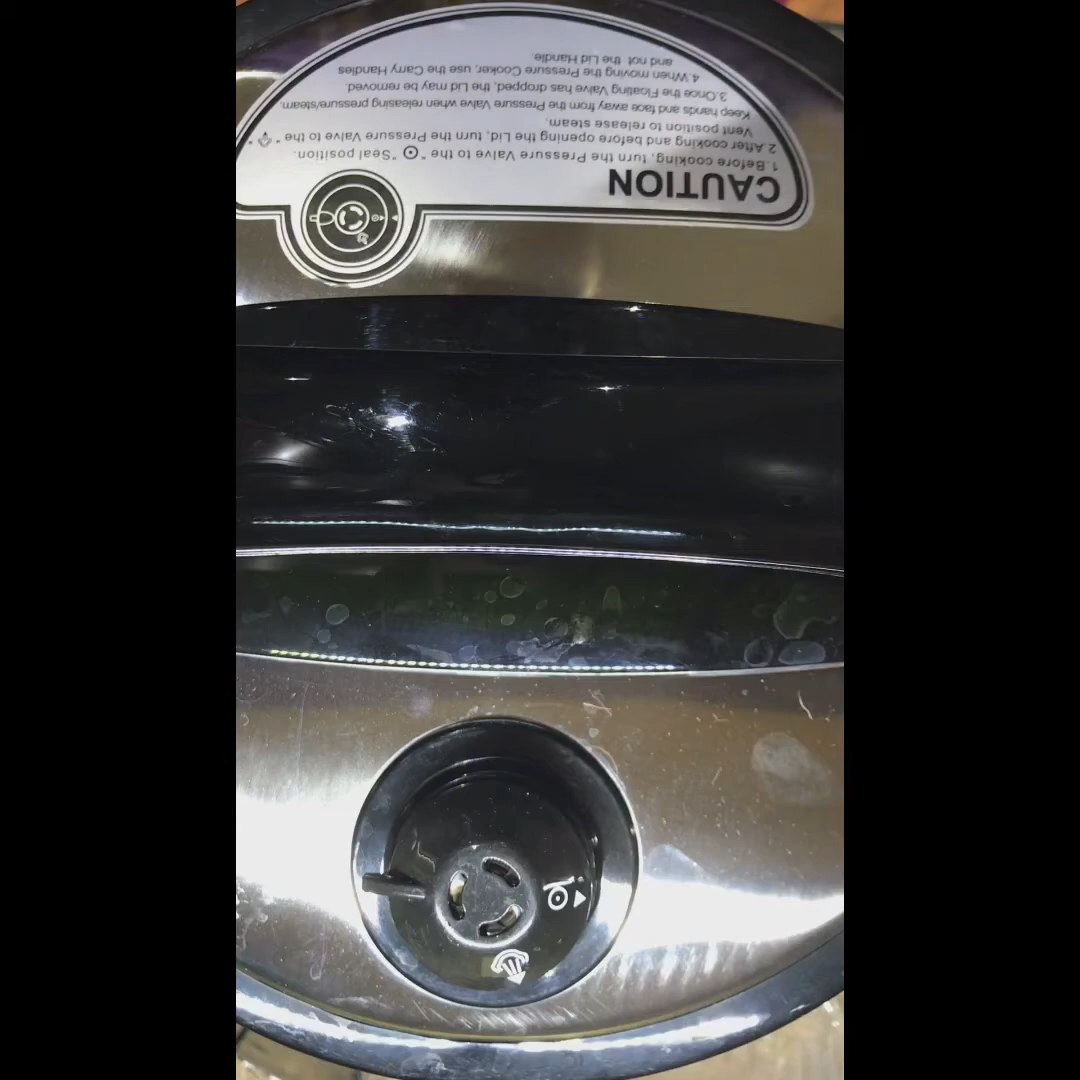 CAUTION
1.Before cooking, turn the Pressure Valve to the "⊙"Seal position.
2.After cooking and before opening the Lid, turn the Pressure Valve to the "
Vent position to release steam.
Keep hands and face away from the Pressure Valve when releasing pressure/steam.
3.Once the Floating Valve has dropped, the Lid may be removed.
4.When moving the Pressure Cooker, use the Carry Handles
and not the Lid Handle.